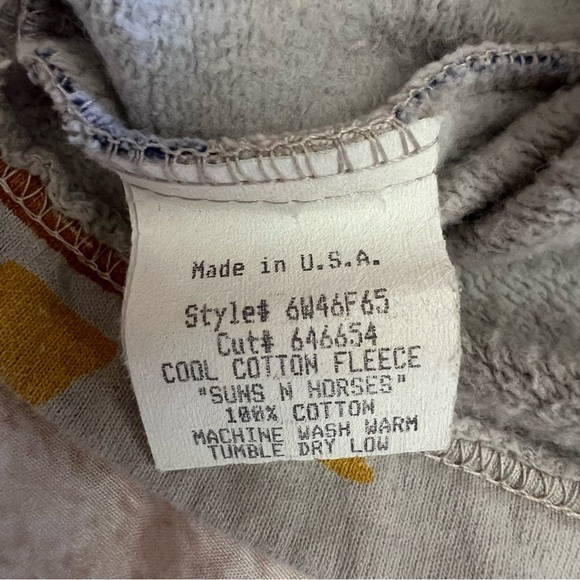 Made in U.S.A.
Style# 6W46F65
Cut# 646654
COOL COTTON FLEECE
"SUNS N HORSES"
100% COTTON
MACHINE WASH WARM
TUMBLE DRY LOW